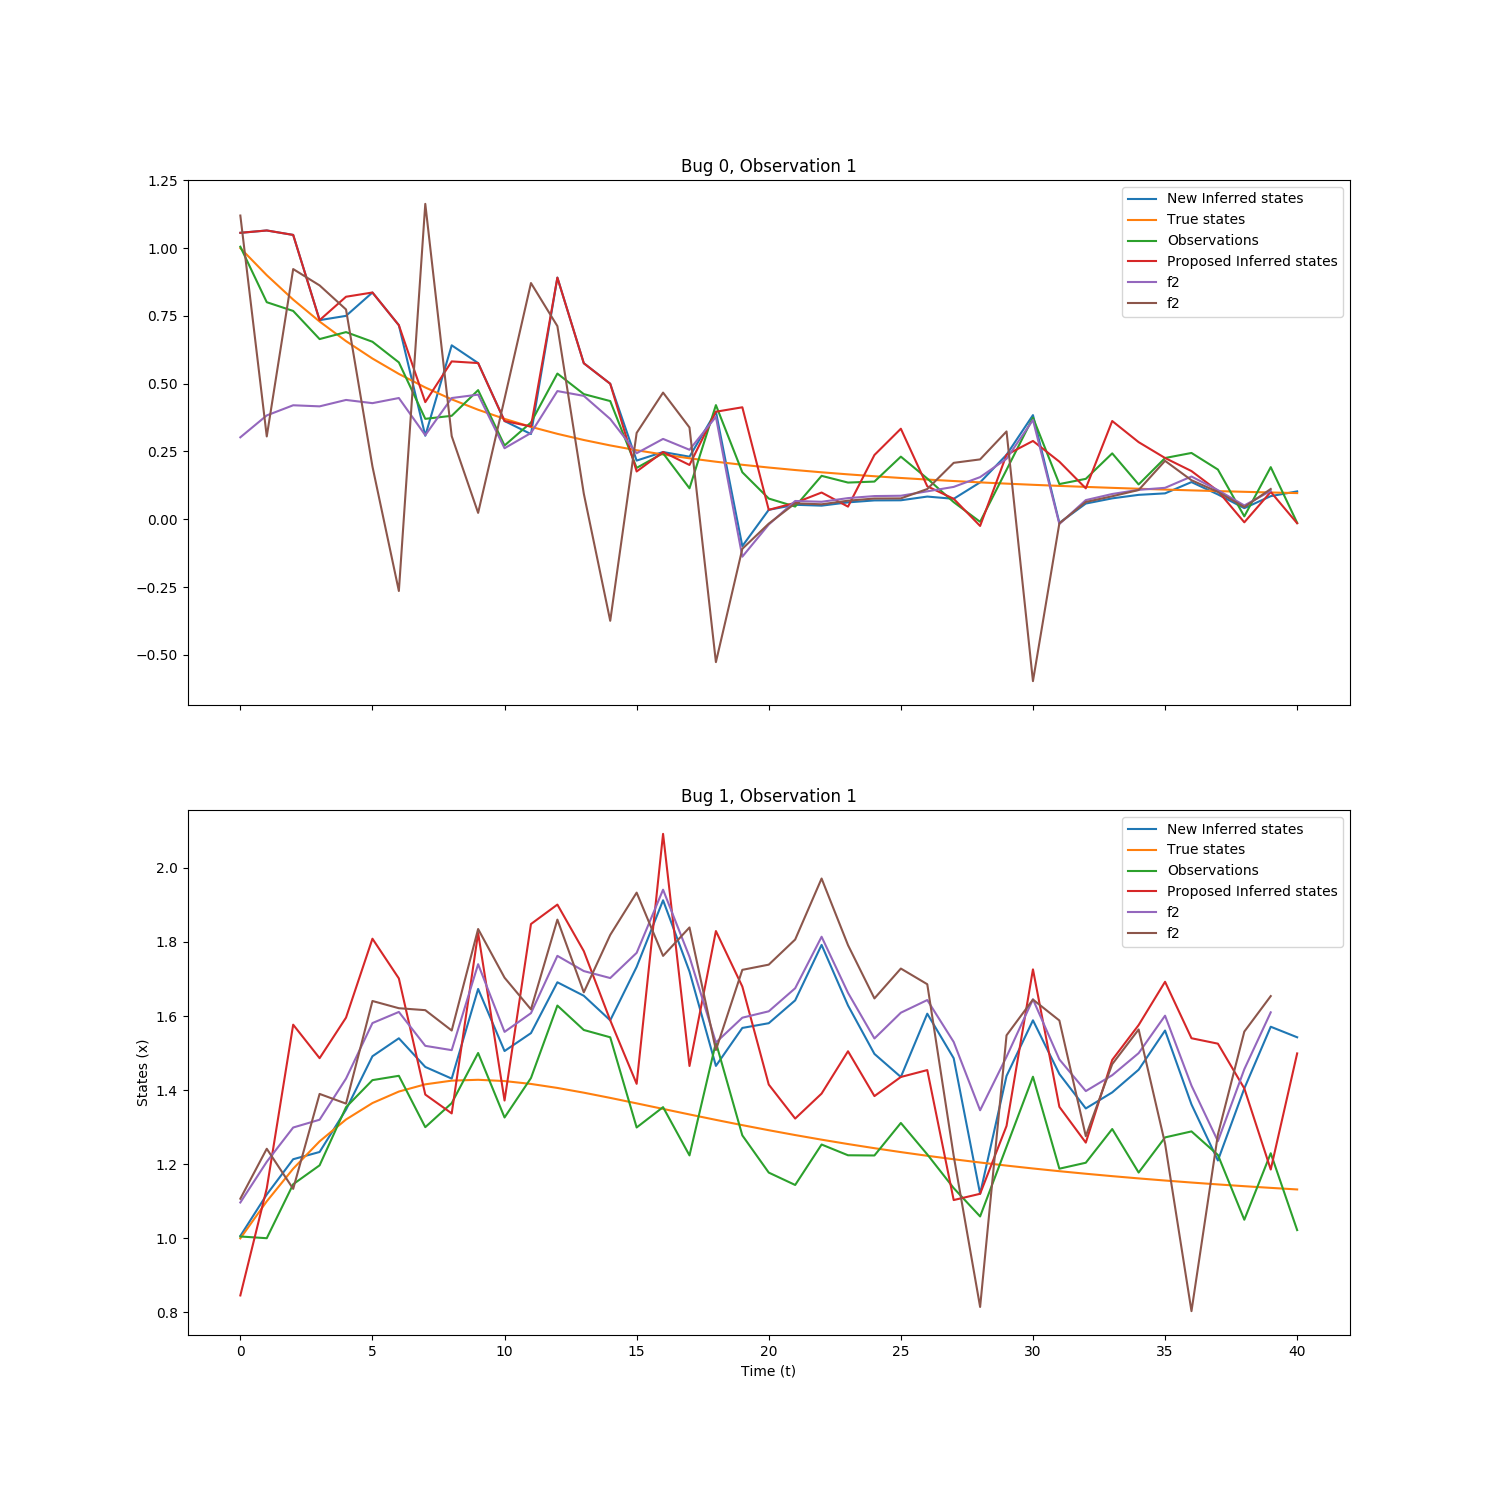 Bug 0, Observation 1
1.25
1.00
0.75
0.50
0.25
0.00
−0.25
−0.50
New Inferred states
True states
Observations
Proposed Inferred states
f2
f2
Bug 1, Observation 1
States (x)
2.0
1.8
1.6
1.4
1.2
1.0
0.8
New Inferred states
True states
Observations
Proposed Inferred states
f2
f2
0 5 10 15 20 25 30 35 40
Time (t)